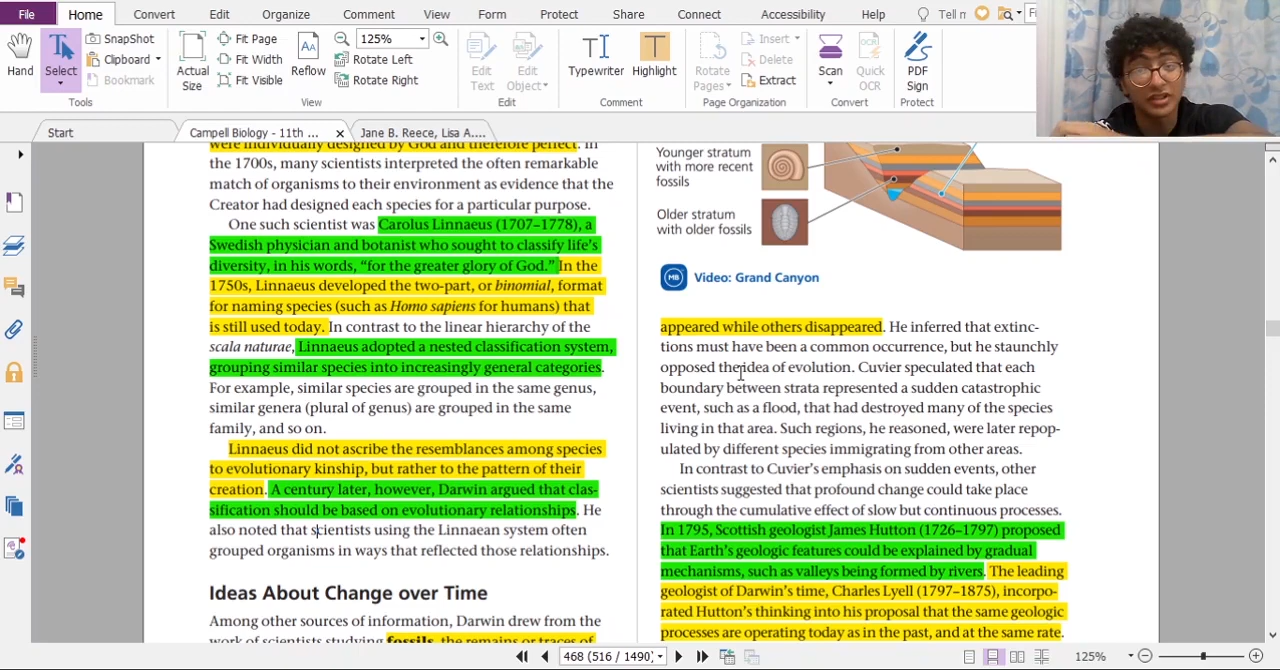 File Home Convert Edit Organize Comment View Form Protect Share Connect Accessibility Help Tell
Hand
Select
SnapShot
Clipboard
Bookmark
Tools
Actual Size
Fit Page
Fit Width
Fit Visible
Reflow
125%
Rotate Left
Rotate Right
View
Edit Text
Edit Object
Edit
Typewriter
Highlight
Comment
Rotate Pages
Insert
Delete
Extract
Page Organization
Scan
Quick OCR
Convert
PDF Sign
Protect
Start
Campell Biology - 11th ...
Jane B. Reece, Lisa A....
were individually designed by God and therefore perfect. In
the 1700s, many scientists interpreted the often remarkable
match of organisms to their environment as evidence that the
Creator had designed each species for a particular purpose.
One such scientist was Carolus Linnaeus (1707–1778), a
Swedish physician and botanist who sought to classify life's
diversity, in his words, "for the greater glory of God." In the
1750s, Linnaeus developed the two-part, or binomial, format
for naming species (such as Homo sapiens for humans) that
is still used today. In contrast to the linear hierarchy of the
scala naturae, Linnaeus adopted a nested classification system,
grouping similar species into increasingly general categories.
For example, similar species are grouped in the same genus,
similar genera (plural of genus) are grouped in the same
family, and so on.
Linnaeus did not ascribe the resemblances among species
to evolutionary kinship, but rather to the pattern of their
creation. A century later, however, Darwin argued that clas-
sification should be based on evolutionary relationships. He
also noted that scientists using the Linnaean system often
grouped organisms in ways that reflected those relationships.
Ideas About Change over Time
Among other sources of information, Darwin drew from the
work of scientists studying fossils, the remains or traces of
Younger stratum
with more recent
fossils
Older stratum
with older fossils
MB Video: Grand Canyon
appeared while others disappeared. He inferred that extinc-
tions must have been a common occurrence, but he staunchly
opposed the idea of evolution. Cuvier speculated that each
boundary between strata represented a sudden catastrophic
event, such as a flood, that had destroyed many of the species
living in that area. Such regions, he reasoned, were later repop-
ulated by different species immigrating from other areas.
In contrast to Cuvier's emphasis on sudden events, other
scientists suggested that profound change could take place
through the cumulative effect of slow but continuous processes.
In 1795, Scottish geologist James Hutton (1726–1797) proposed
that Earth's geologic features could be explained by gradual
mechanisms, such as valleys being formed by rivers. The leading
geologist of Darwin's time, Charles Lyell (1797–1875), incorpo-
rated Hutton's thinking into his proposal that the same geologic
processes are operating today as in the past, and at the same rate.
468 (516 / 1490)
125%